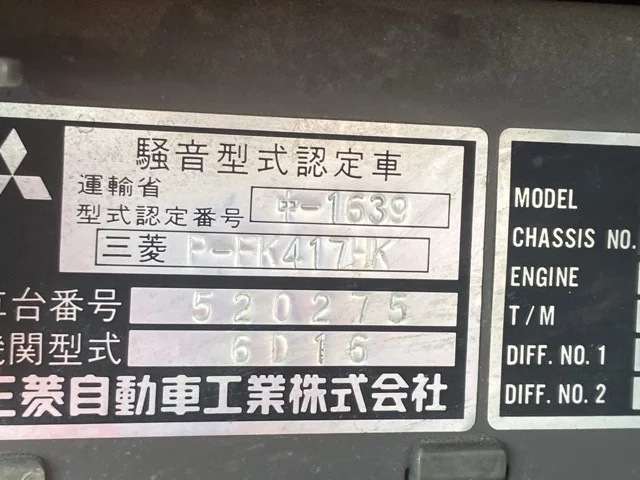 騒音型式認定車
運輸省
型式認定番号 中-1639
三菱 P-FK417HK
車台番号 520275
機関型式 6D16
三菱自動車工業株式会社
MODEL
CHASSIS NO.
ENGINE
T/M
DIFF. NO. 1
DIFF. NO. 2